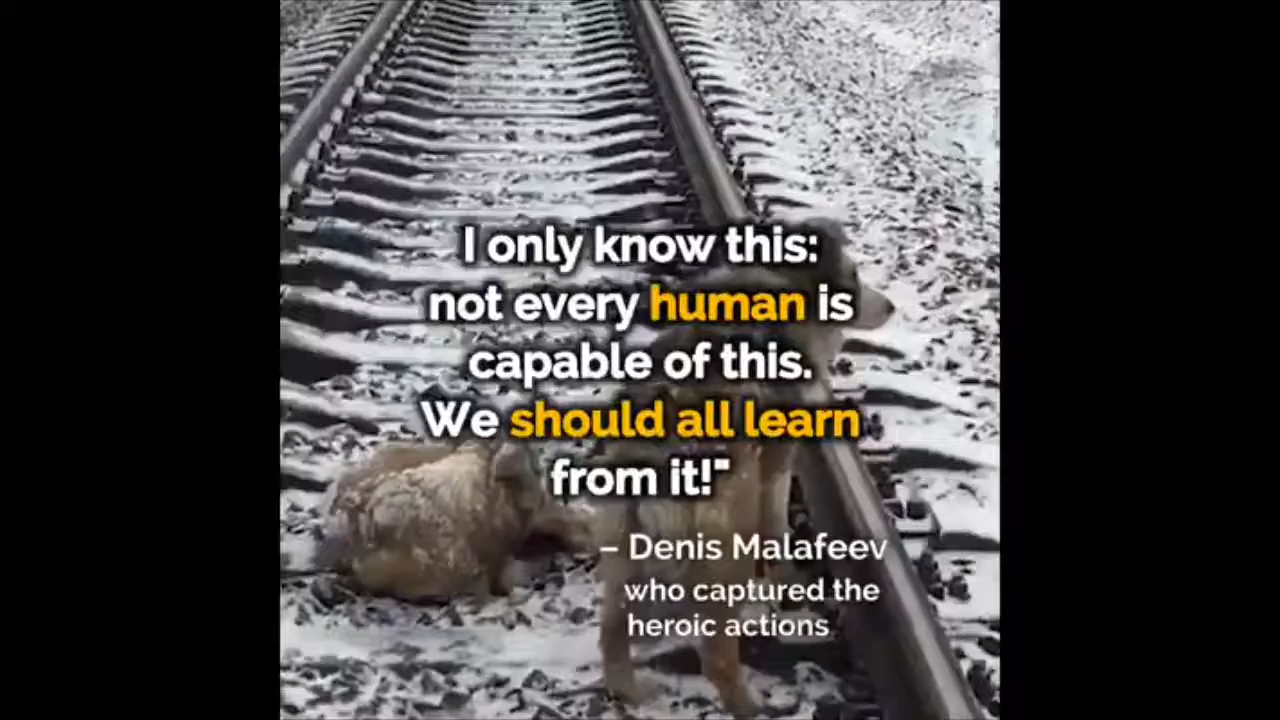 I only know this:
not every human is
capable of this.
We should all learn
from it!"
– Denis Malafeev
who captured the
heroic actions